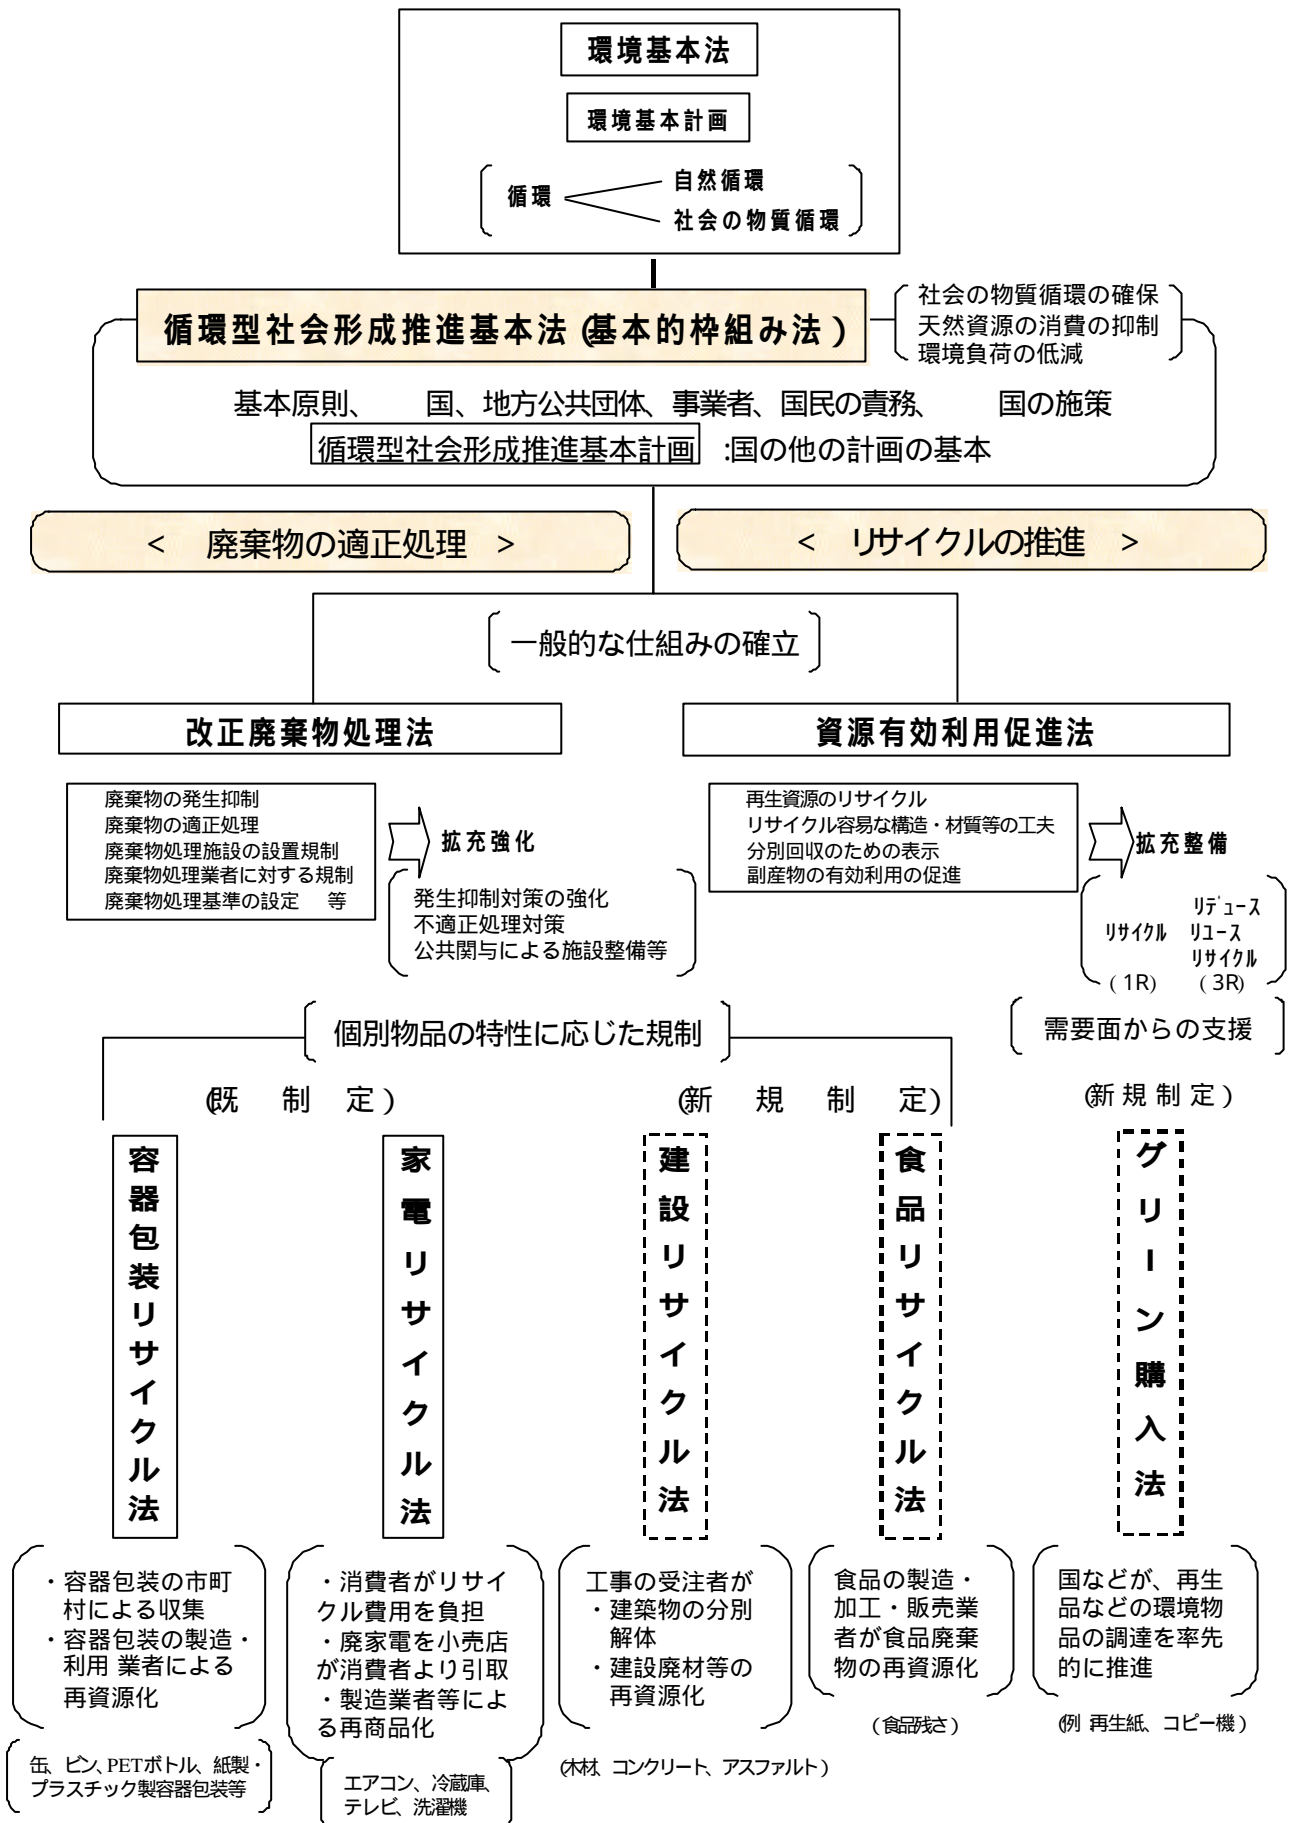 環境基本法
環境基本計画
循環
自然循環
社会の物質循環
循環型社会形成推進基本法(基本的枠組み法)
社会の物質循環の確保
天然資源の消費の抑制
環境負荷の低減
基本原則、 国、地方公共団体、事業者、国民の責務、 国の施策
循環型社会形成推進基本計画 :国の他の計画の基本
< 廃棄物の適正処理 >
< リサイクルの推進 >
一般的な仕組みの確立
改正廃棄物処理法
資源有効利用促進法
廃棄物の発生抑制
廃棄物の適正処理
廃棄物処理施設の設置規制
廃棄物処理業者に対する規制
廃棄物処理基準の設定 等
拡充強化
発生抑制対策の強化
不適正処理対策
公共関与による施設整備等
再生資源のリサイクル
リサイクル容易な構造・材質等の工夫
分別回収のための表示
副産物の有効利用の促進
拡充整備
リサイクル
(1R)
リデュース
リユース
リサイクル
(3R)
個別物品の特性に応じた規制
需要面からの支援
(既制定)
(新規制定)
(新規制定)
容器包装リサイクル法
家電リサイクル法
建設リサイクル法
食品リサイクル法
グリーン購入法
・容器包装の市町
村による収集
・容器包装の製造・
利用 業者による
再資源化
缶、ビン、PETボトル、紙製・
プラスチック製容器包装等
・消費者がリサイ
クル費用を負担
・廃家電を小売店
が消費者より引取
・製造業者等によ
る再商品化
エアコン、冷蔵庫、
テレビ、洗濯機
工事の受注者が
・建築物の分別
解体
・建設廃材等の
再資源化
(木材、コンクリート、アスファルト)
食品の製造・
加工・販売業
者が食品廃棄
物の再資源化
(食品残さ)
国などが、再生
品などの環境物
品の調達を率先
的に推進
(例 再生紙、コピー機)